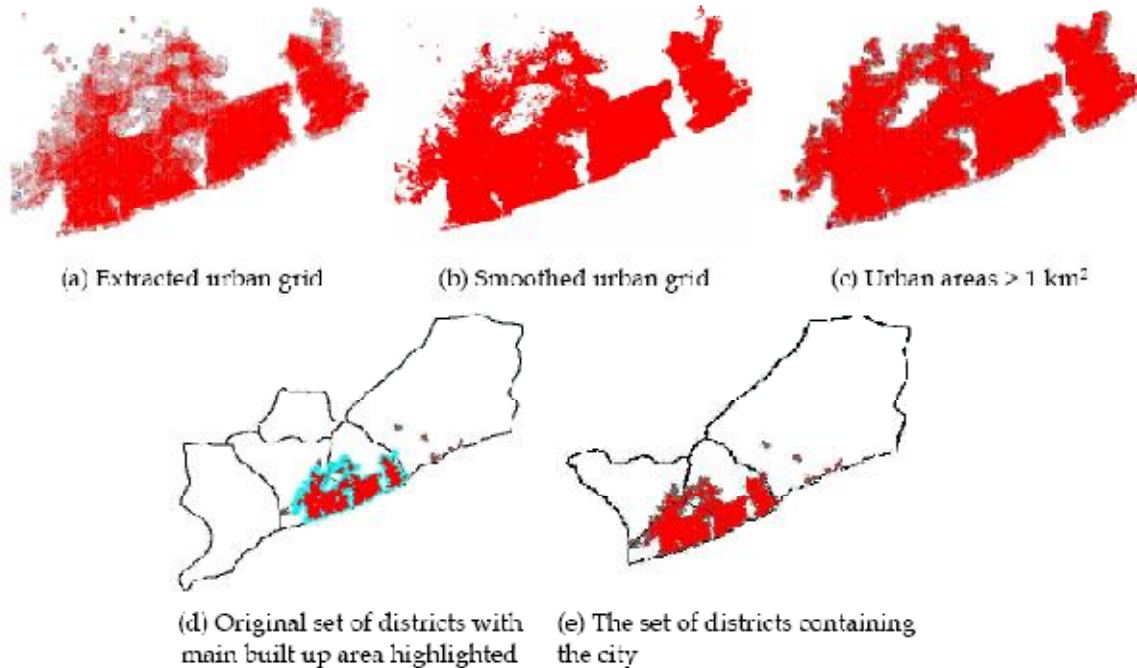 (a) Extracted urban grid
(b) Smoothed urban grid
(c) Urban areas > 1 km²
(d) Original set of districts with
main built up area highlighted
(e) The set of districts containing
the city